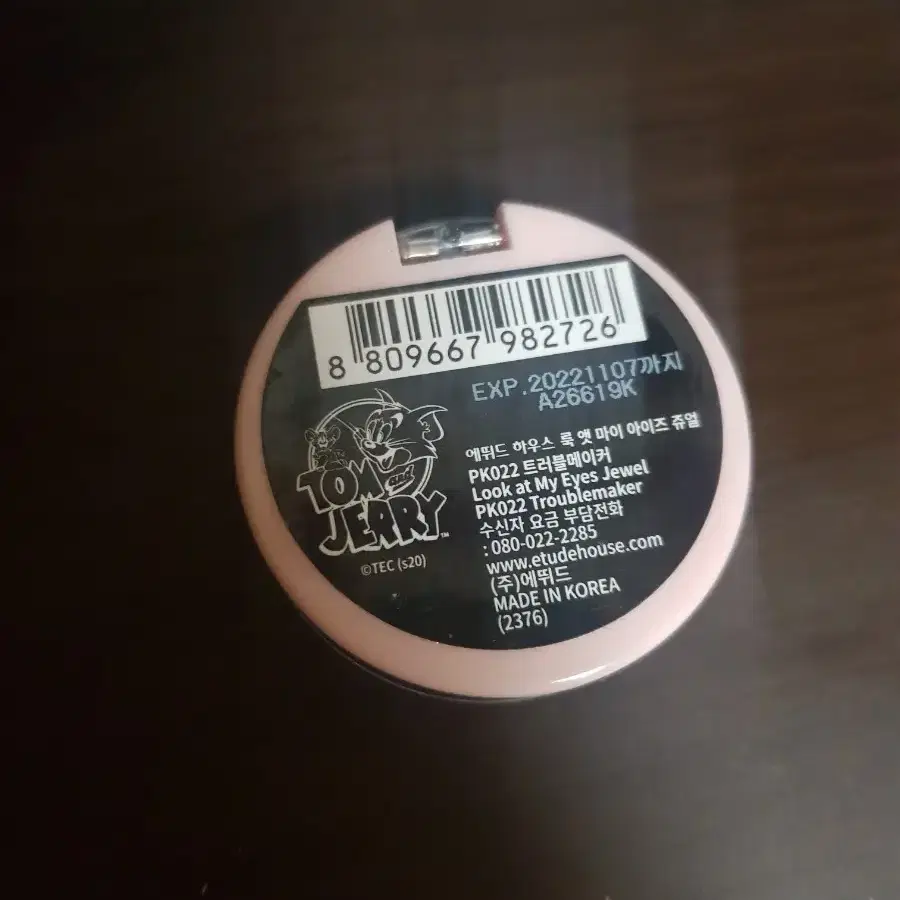 8 809667 982726
EXP.20221107까지
A26619K
TOM and
JERRY™
©TEC (s20)
에뛰드 하우스 룩 앳 마이 아이즈 쥬얼
PK022 트러블메이커
Look at My Eyes Jewel
PK022 Troublemaker
수신자 요금 부담전화
: 080-022-2285
www.etudehouse.com
(주)에뛰드
MADE IN KOREA
(2376)